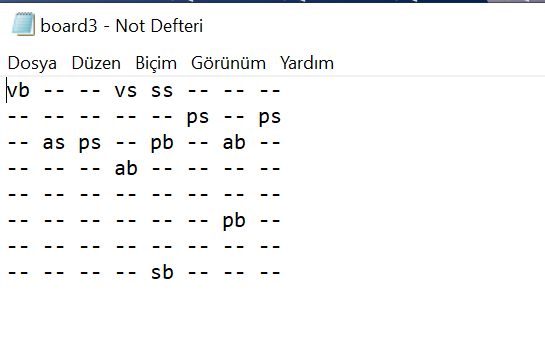 board3 - Not Defteri
Dosya Düzen Biçim Görünüm Yardım
vb -- -- vs ss -- -- --
-- -- -- -- -- ps -- ps
-- as ps -- pb -- ab --
-- -- -- ab -- -- -- --
-- -- -- -- -- -- -- --
-- -- -- -- -- -- pb --
-- -- -- -- -- -- -- --
-- -- -- -- sb -- -- --